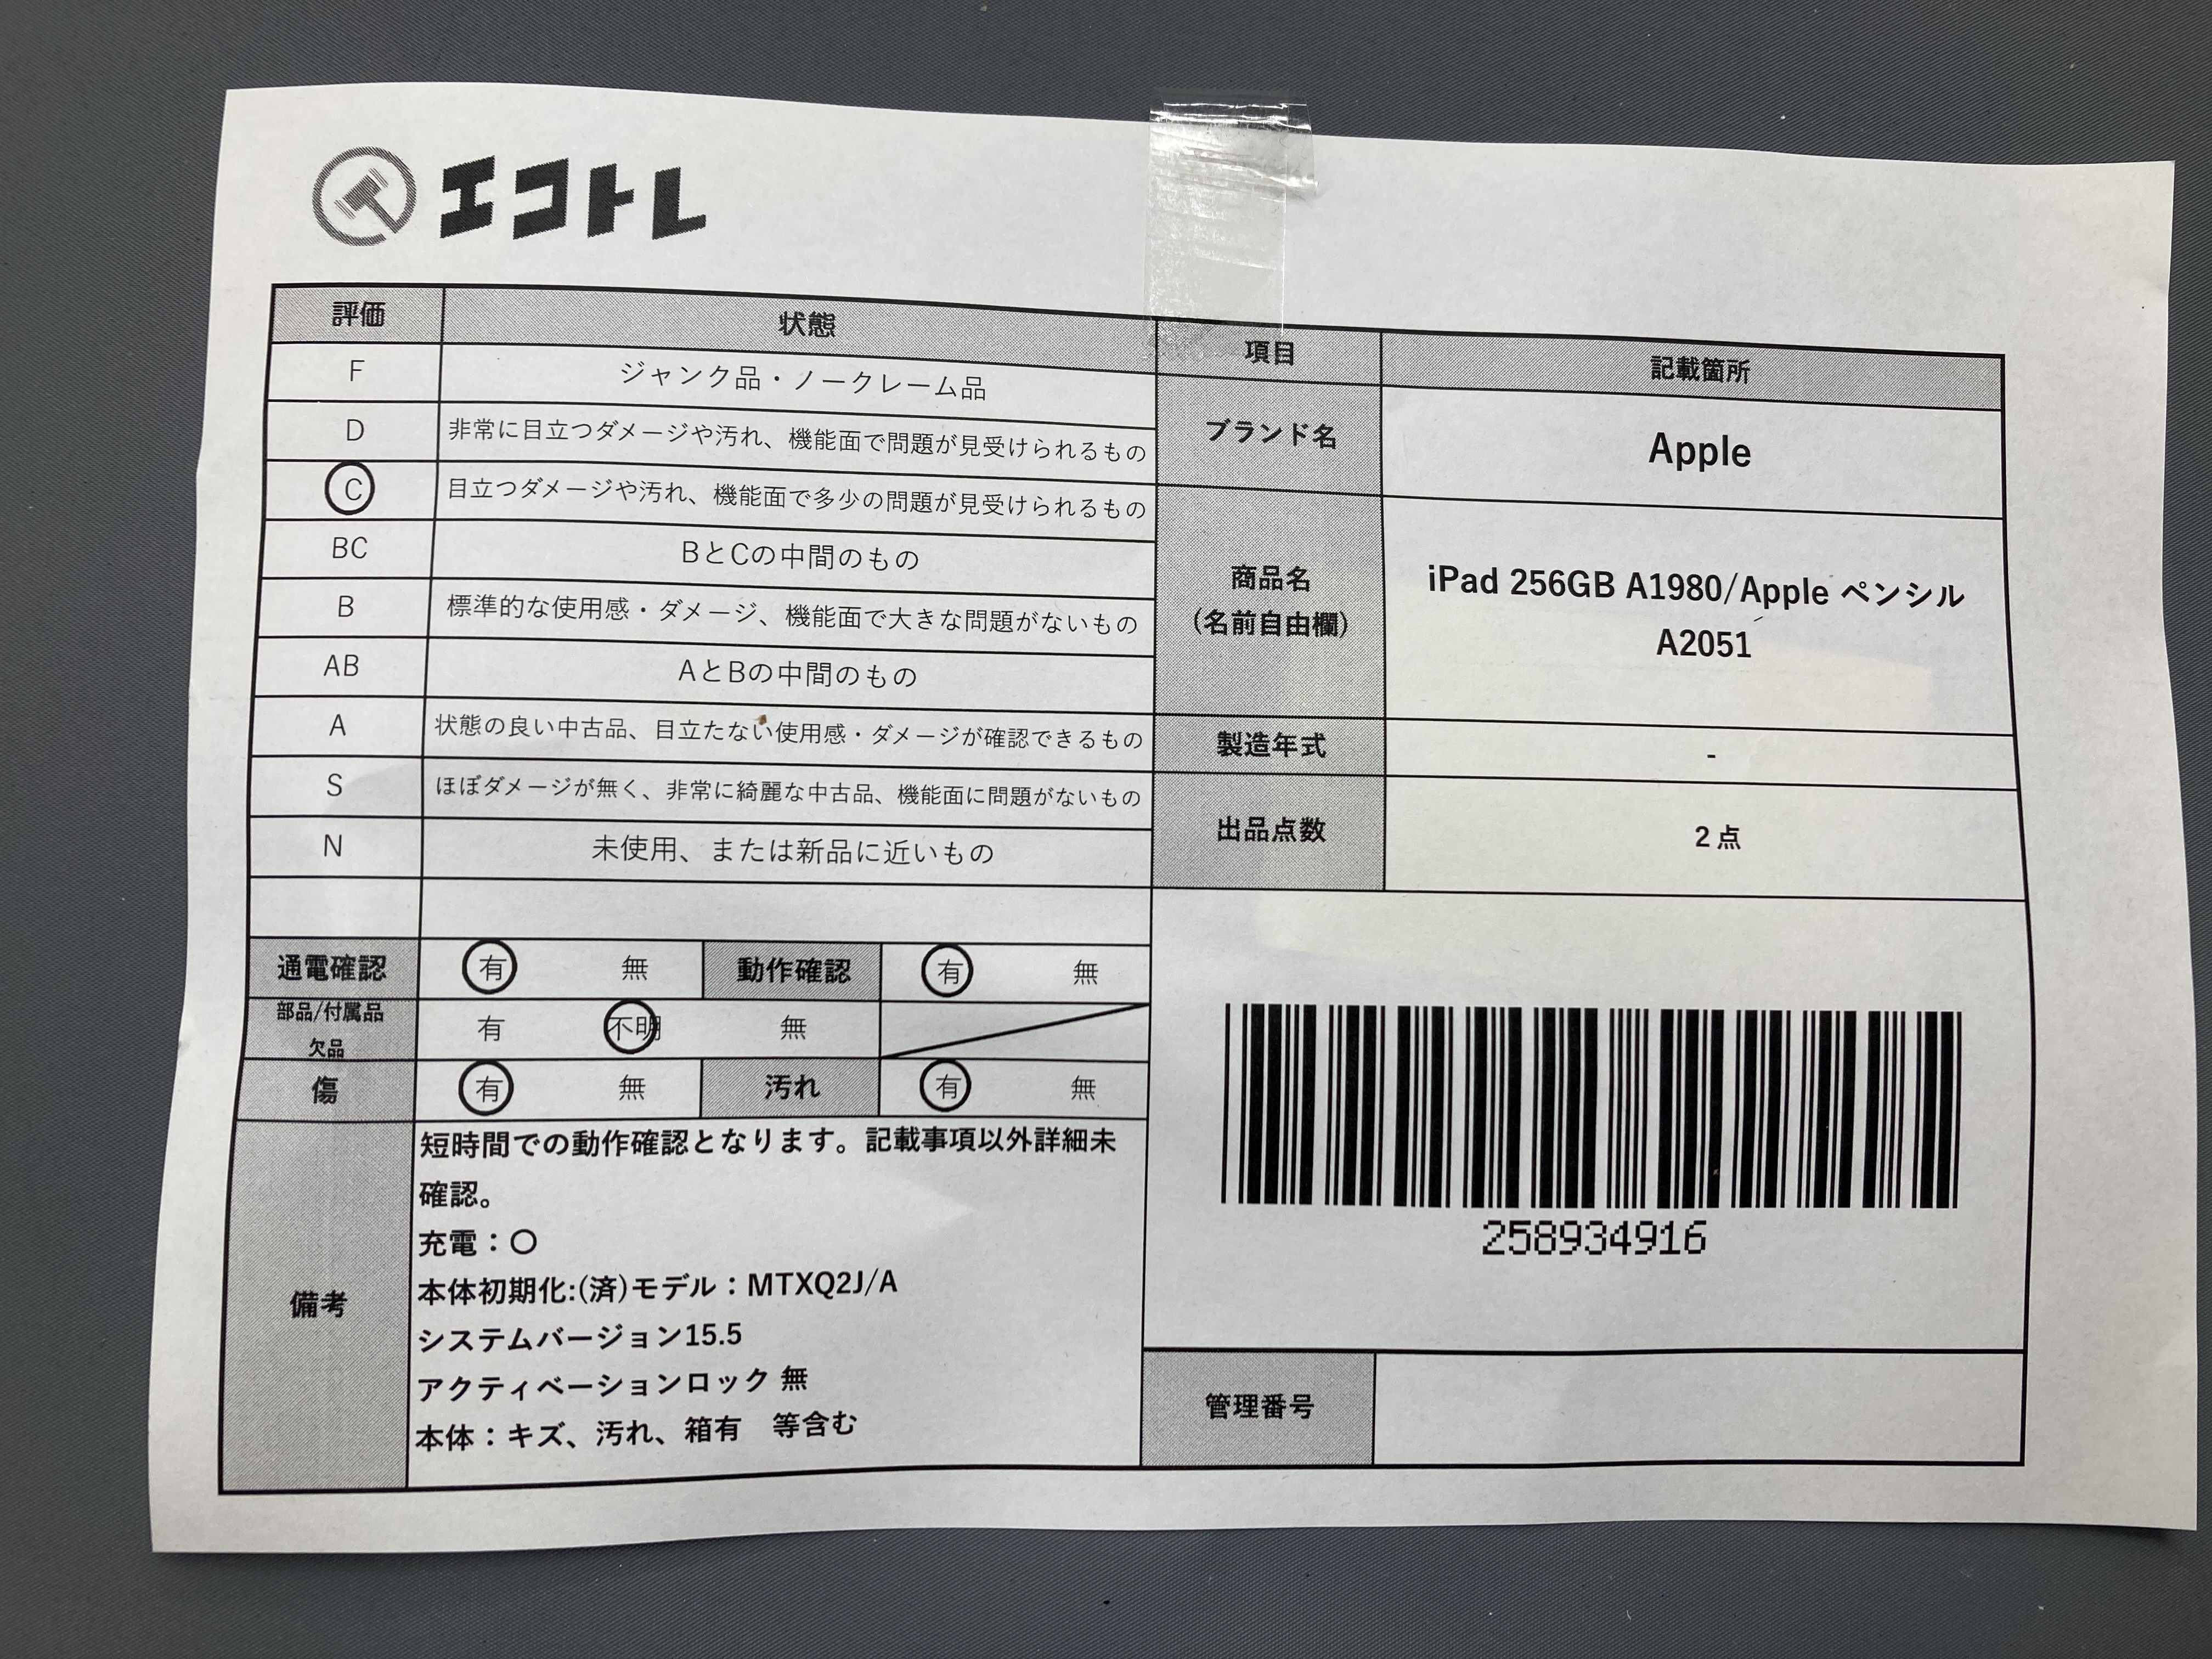 エコトレ
評価 状態
F ジャンク品・ノークレーム品
D 非常に目立つダメージや汚れ、機能面で問題が見受けられるもの
C 目立つダメージや汚れ、機能面で多少の問題が見受けられるもの
BC BとCの中間のもの
B 標準的な使用感・ダメージ、機能面で大きな問題がないもの
AB AとBの中間のもの
A 状態の良い中古品、目立たない使用感・ダメージが確認できるもの
S ほぼダメージが無く、非常に綺麗な中古品、機能面に問題がないもの
N 未使用、または新品に近いもの
通電確認 有 無 動作確認 有 無
部品/付属品
欠品 有 不明 無
傷 有 無 汚れ 有 無
備考
短時間での動作確認となります。記載事項以外詳細未
確認。
充電：〇
本体初期化:(済)モデル：MTXQ2J/A
システムバージョン15.5
アクティベーションロック 無
本体：キズ、汚れ、箱有　等含む
項目 記載箇所
ブランド名 Apple
商品名
（名前自由欄）
iPad 256GB A1980/Apple ペンシル
A2051
製造年式 -
出品点数 2 点
258934916
管理番号